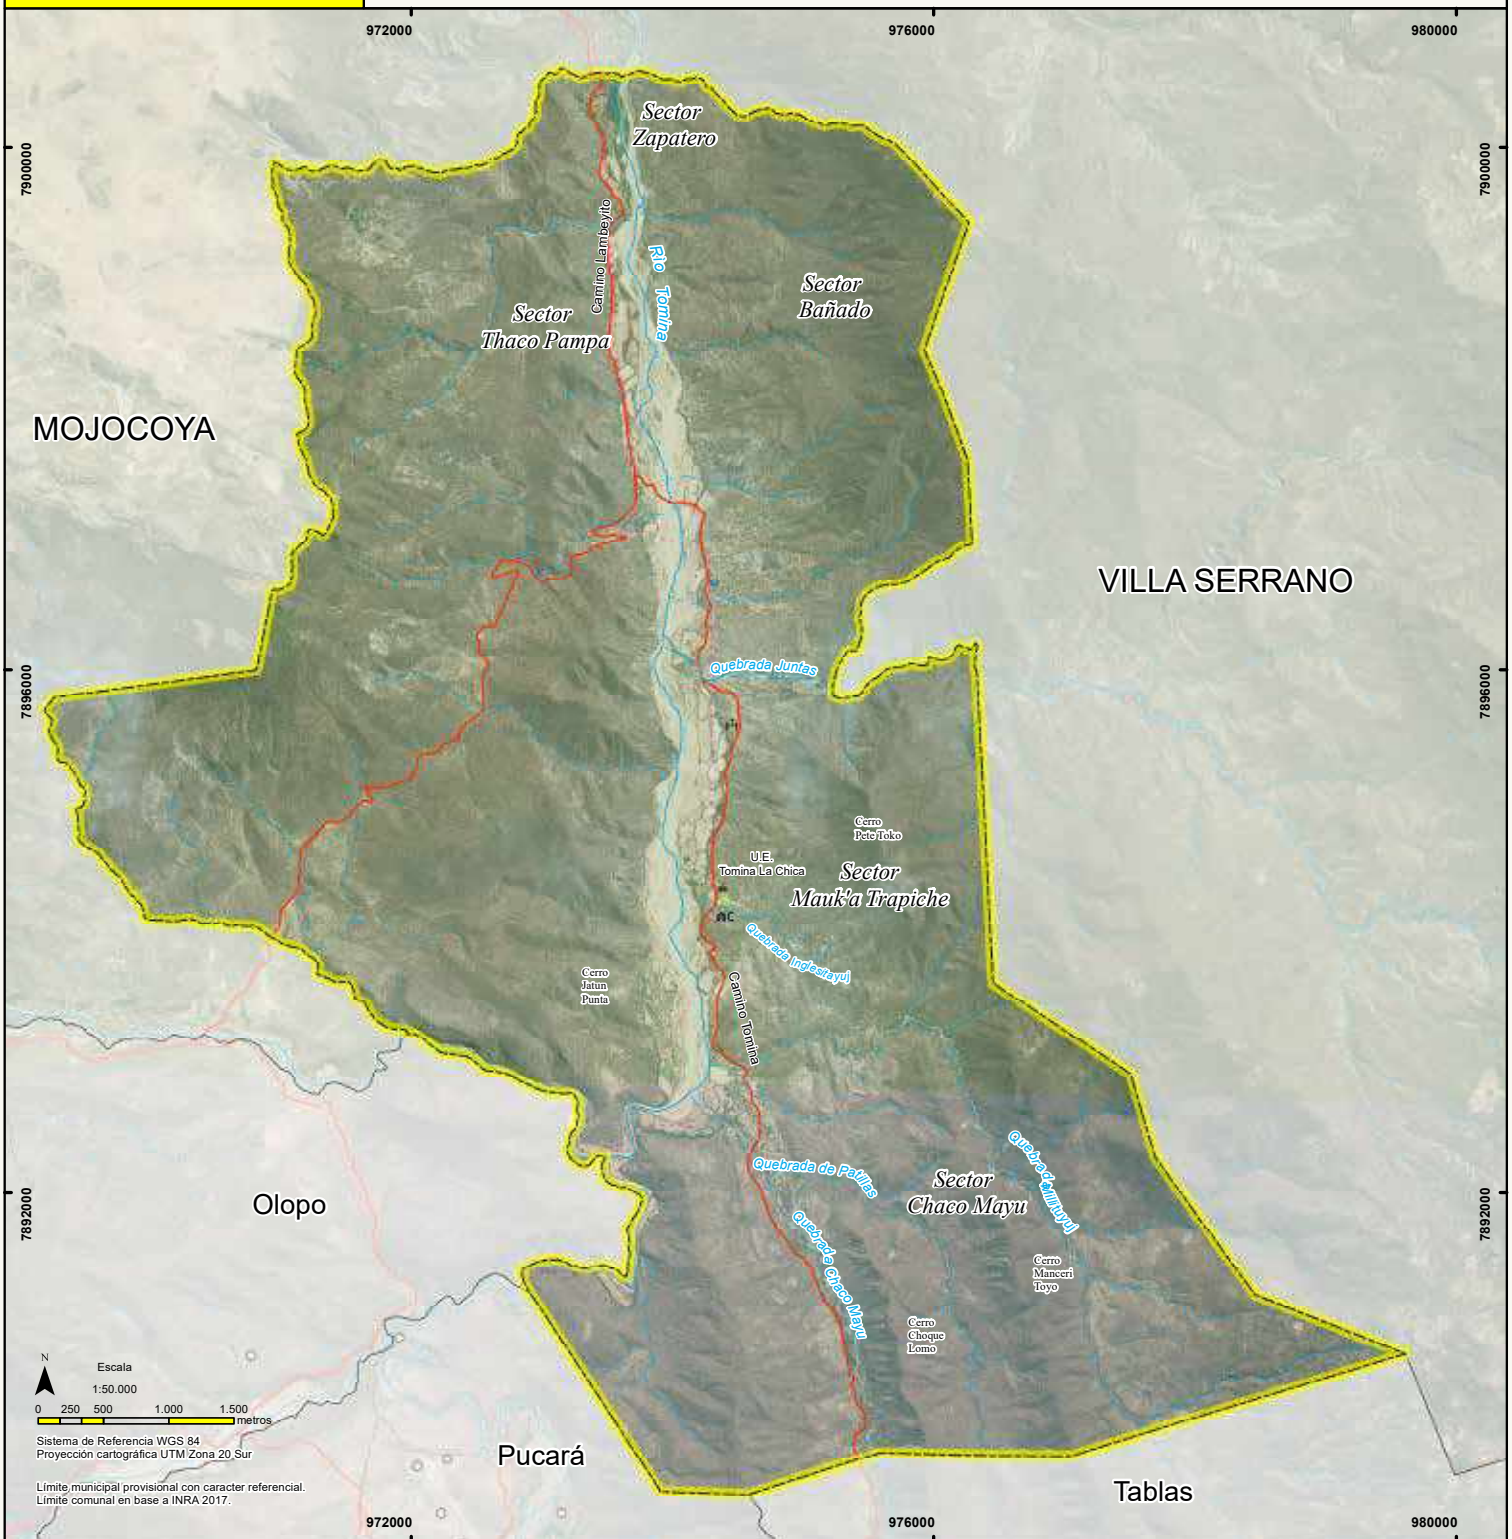 972000
976000
980000
7900000
7900000
Sector
Zapatero
Camino Lambeyito
Rio Tomina
Sector
Bañado
Sector
Thaco Pampa
MOJOCOYA
VILLA SERRANO
7896000
7896000
Quebrada Juntas
Cerro
Pete Toko
U.E.
Tomina La Chica
Sector
Mauk'a Trapiche
C
Quebrada Inglesitayuj
Cerro
Jatun
Punta
Camino Tomina
Quebrada de Patillas
Sector
Chaco Mayu
7892000
7892000
Olopo
Quebrada Chaco Mayu
Cerro
Manceri
Toyo
Cerro
Choque
Lomo
N
Escala
1:50.000
0 250 500 1.000 1.500
metros
Sistema de Referencia WGS 84
Proyección cartográfica UTM Zona 20 Sur
Pucará
Límite municipal provisional con caracter referencial.
Límite comunal en base a INRA 2017.
Tablas
972000
976000
980000